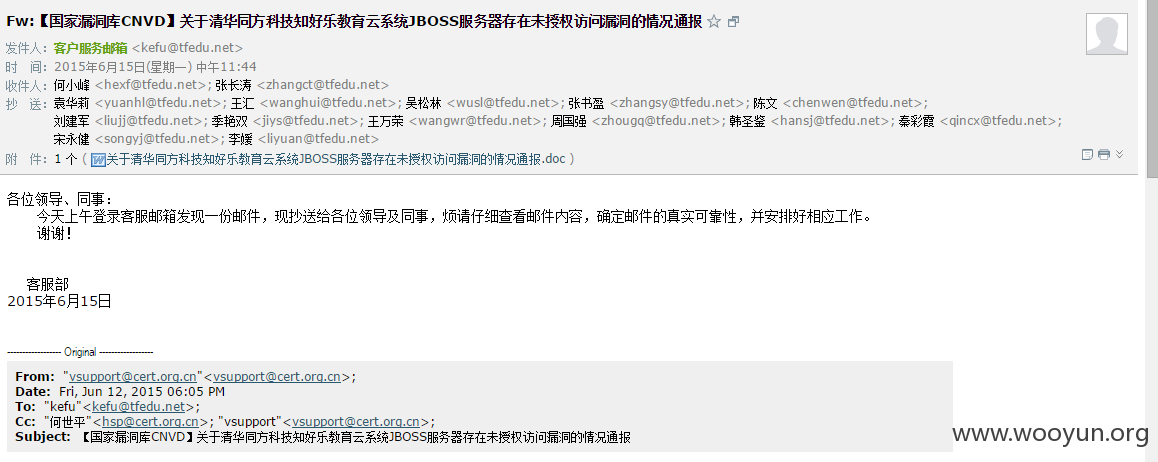 Fw:【国家漏洞库CNVD】关于清华同方科技知好乐教育云系统JBOSS服务器存在未授权访问漏洞的情况通报
发件人：客户服务邮箱 <kefu@tfedu.net>
时 间：2015年6月15日(星期一) 中午11:44
收件人：何小峰 <hexf@tfedu.net>; 张长涛 <zhangct@tfedu.net>
抄 送：袁华莉 <yuanhl@tfedu.net>; 王汇 <wanghui@tfedu.net>; 吴松林 <wusl@tfedu.net>; 张书盈 <zhangsy@tfedu.net>; 陈文 <chenwen@tfedu.net>;
刘建军 <liujj@tfedu.net>; 季艳双 <jiys@tfedu.net>; 王万荣 <wangwr@tfedu.net>; 周国强 <zhougq@tfedu.net>; 韩圣鉴 <hansj@tfedu.net>; 秦彩霞 <qincx@tfedu.net>;
宋永健 <songyj@tfedu.net>; 李媛 <liyuan@tfedu.net>
附 件：1 个 ( 关于清华同方科技知好乐教育云系统JBOSS服务器存在未授权访问漏洞的情况通报.doc )
各位领导、同事：
今天上午登录客服邮箱发现一份邮件，现抄送给各位领导及同事，烦请仔细查看邮件内容，确定邮件的真实可靠性，并安排好相应工作。
谢谢！
客服部
2015年6月15日
------------------ Original ------------------
From: "vsupport@cert.org.cn"<vsupport@cert.org.cn>;
Date: Fri, Jun 12, 2015 06:05 PM
To: "kefu"<kefu@tfedu.net>;
Cc: "何世平"<hsp@cert.org.cn>; "vsupport"<vsupport@cert.org.cn>;
Subject: 【国家漏洞库CNVD】关于清华同方科技知好乐教育云系统JBOSS服务器存在未授权访问漏洞的情况通报
www.wooyun.org